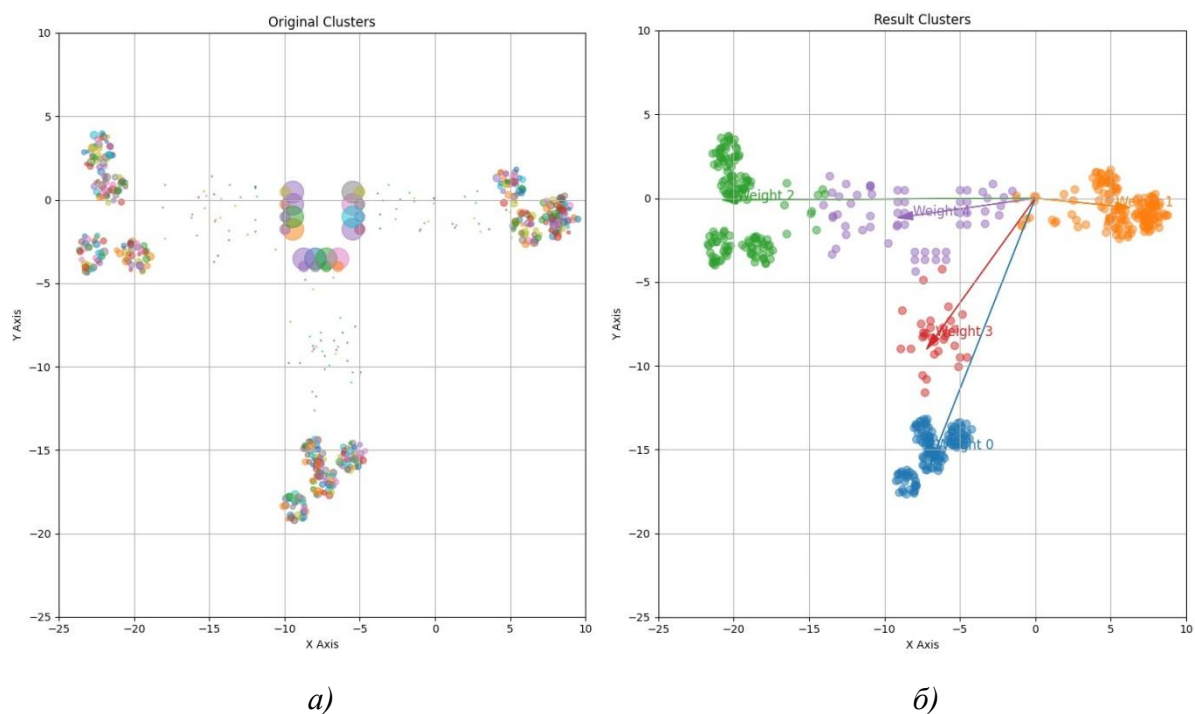 Original Clusters
10
5
0
−5
−10
−15
−20
−25
−25 −20 −15 −10 −5 0 5 10
Y Axis
X Axis
Result Clusters
10
5
0
−5
−10
−15
−20
−25
−25 −20 −15 −10 −5 0 5 10
Y Axis
X Axis
Weight 2
Weight
Weight 1
Weight 3
Weight 0
а)
б)